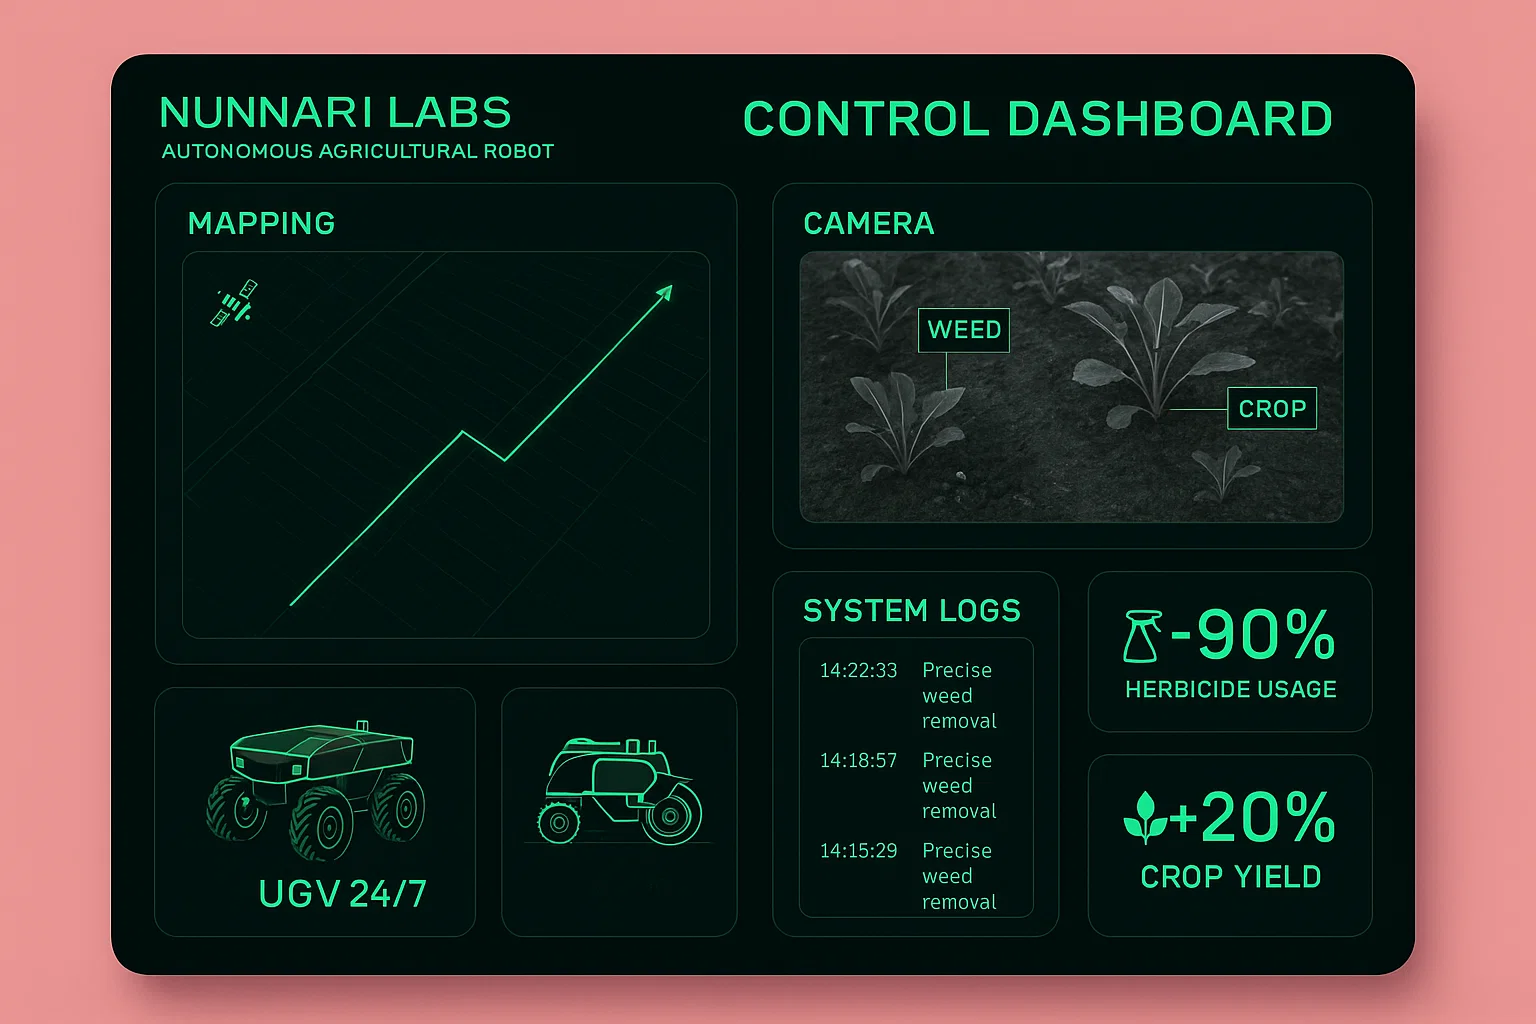 NUNNARI LABS
AUTONOMOUS AGRICULTURAL ROBOT
CONTROL DASHBOARD
MAPPING
CAMERA
WEED
CROP
SYSTEM LOGS
14:22:33 Precise
weed
removal
14:18:57 Precise
weed
removal
14:15:29 Precise
weed
removal
-90%
HERBICIDE USAGE
+20%
CROP YIELD
UGV 24/7